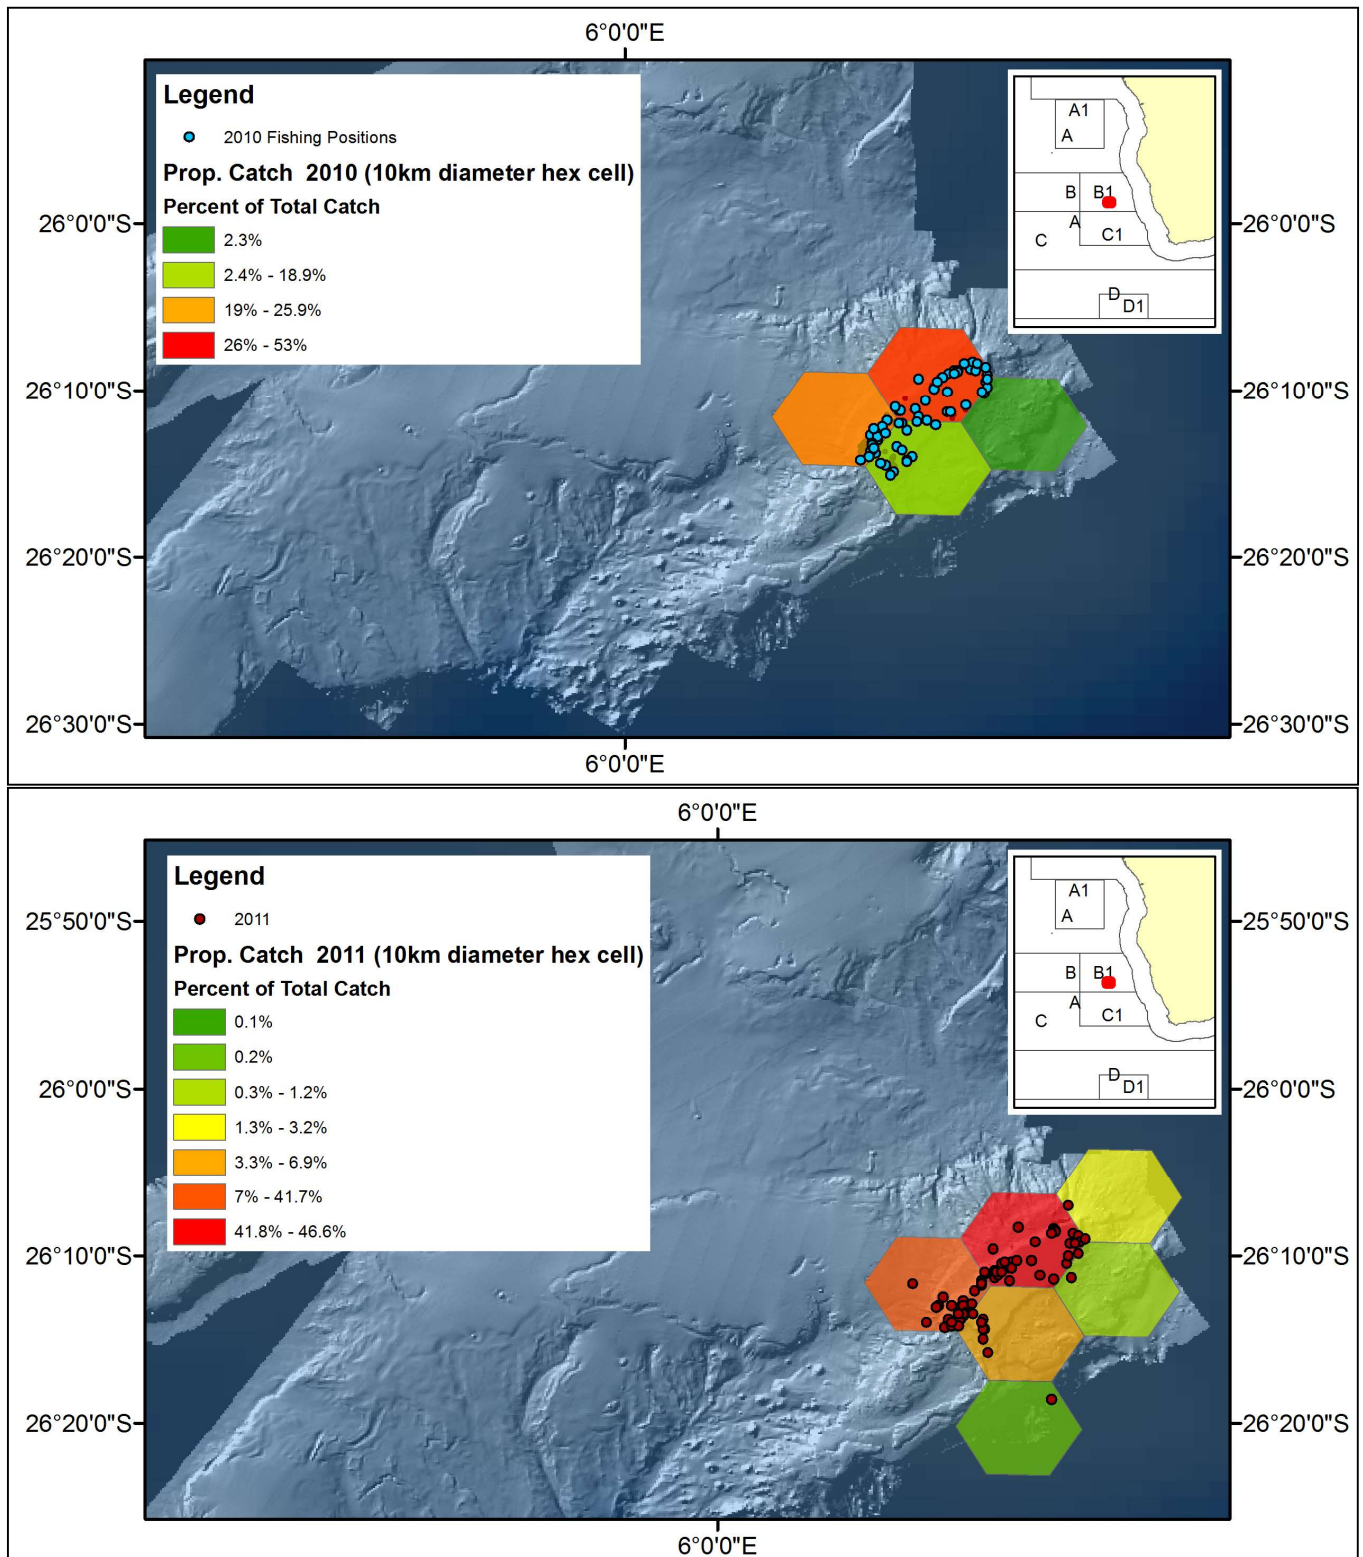 6°0'0"E
Legend
2010 Fishing Positions
Prop. Catch 2010 (10km diameter hex cell)
Percent of Total Catch
2.3%
2.4% - 18.9%
19% - 25.9%
26% - 53%
A1
A
B B1
A
C C1
D
D1
26°0'0"S 26°0'0"S
26°10'0"S 26°10'0"S
26°20'0"S 26°20'0"S
26°30'0"S 26°30'0"S
6°0'0"E
6°0'0"E
Legend
2011
Prop. Catch 2011 (10km diameter hex cell)
Percent of Total Catch
0.1%
0.2%
0.3% - 1.2%
1.3% - 3.2%
3.3% - 6.9%
7% - 41.7%
41.8% - 46.6%
A1
A
B B1
A
C C1
D
D1
25°50'0"S 25°50'0"S
26°0'0"S 26°0'0"S
26°10'0"S 26°10'0"S
26°20'0"S 26°20'0"S
6°0'0"E